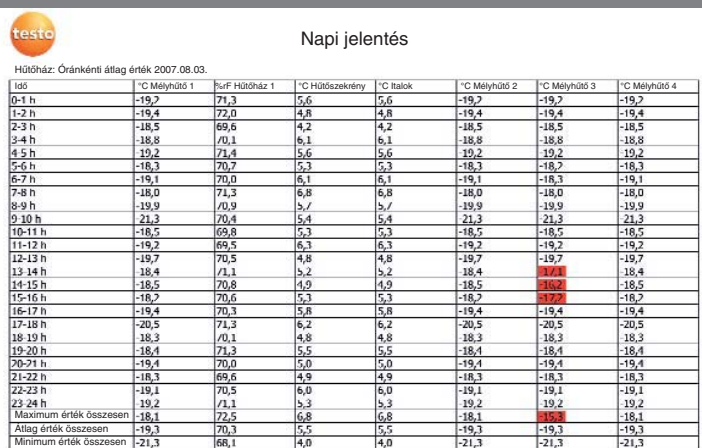 testo
Napi jelentés
Hűtőház: Óránkénti átlag érték 2007.08.03.
Idő °C Mélyhűtő 1 %rF Hűtőház 1 °C Hűtőszekrény °C Italok °C Mélyhűtő 2 °C Mélyhűtő 3 °C Mélyhűtő 4
0-1 h -19,2 71,3 5,6 5,6 -19,2 -19,2 -19,2
1-2 h -19,4 72,0 4,8 4,8 -19,4 -19,4 -19,4
2-3 h -18,5 69,6 4,2 4,2 -18,5 -18,5 -18,5
3-4 h -18,8 70,1 6,1 6,1 -18,8 -18,8 -18,8
4-5 h -19,2 71,4 5,6 5,6 -19,2 -19,2 -19,2
5-6 h -18,3 70,7 5,3 5,3 -18,3 -18,2 -18,3
6-7 h -19,1 70,0 6,1 6,1 -19,1 -18,3 -19,1
7-8 h -18,0 71,3 6,8 6,8 -18,0 -18,0 -18,0
8-9 h -19,9 70,9 5,7 5,7 -19,9 -19,9 -19,9
9-10 h -21,3 70,4 5,4 5,4 -21,3 -21,3 -21,3
10-11 h -18,5 69,8 5,3 5,3 -18,5 -18,5 -18,5
11-12 h -19,2 69,5 6,3 6,3 -19,2 -19,2 -19,2
12-13 h -19,7 70,5 4,8 4,8 -19,7 -19,7 -19,7
13-14 h -18,4 71,1 5,2 5,2 -18,4 -17,1 -18,4
14-15 h -18,5 70,8 4,9 4,9 -18,5 -16,2 -18,5
15-16 h -18,2 70,6 5,3 5,3 -18,2 -17,2 -18,2
16-17 h -19,4 70,3 5,8 5,8 -19,4 -19,4 -19,4
17-18 h -20,5 71,3 6,2 6,2 -20,5 -20,5 -20,5
18-19 h -18,3 70,1 4,8 4,8 -18,3 -18,3 -18,3
19-20 h -18,4 71,3 5,5 5,5 -18,4 -18,4 -18,4
20-21 h -19,4 70,0 5,0 5,0 -19,4 -19,4 -19,4
21-22 h -18,3 69,6 4,9 4,9 -18,3 -18,3 -18,3
22-23 h -19,1 70,5 6,0 6,0 -19,1 -19,1 -19,1
23-24 h -19,2 71,1 5,3 5,3 -19,2 -19,2 -19,2
Maximum érték összesen -18,1 72,5 6,8 6,8 -18,1 -15,3 -18,1
Átlag érték összesen -19,3 70,3 5,5 5,5 -19,3 -19,3 -19,3
Minimum érték összesen -21,3 68,1 4,0 4,0 -21,3 -21,3 -21,3